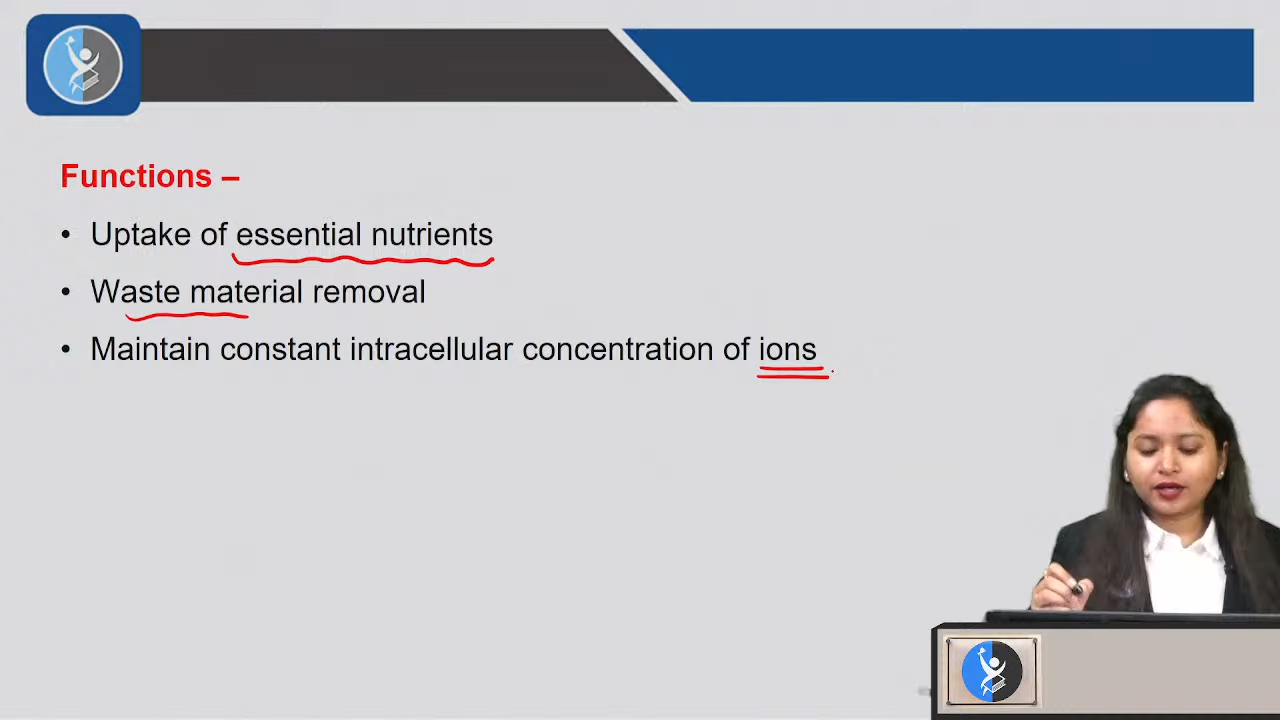 Functions –
• Uptake of essential nutrients
• Waste material removal
• Maintain constant intracellular concentration of ions